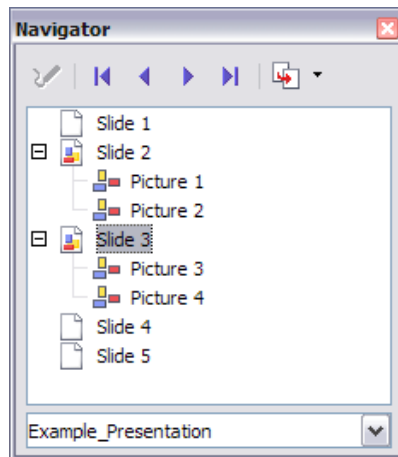 Navigator
Slide 1
Slide 2
Picture 1
Picture 2
Slide 3
Picture 3
Picture 4
Slide 4
Slide 5
Example_Presentation